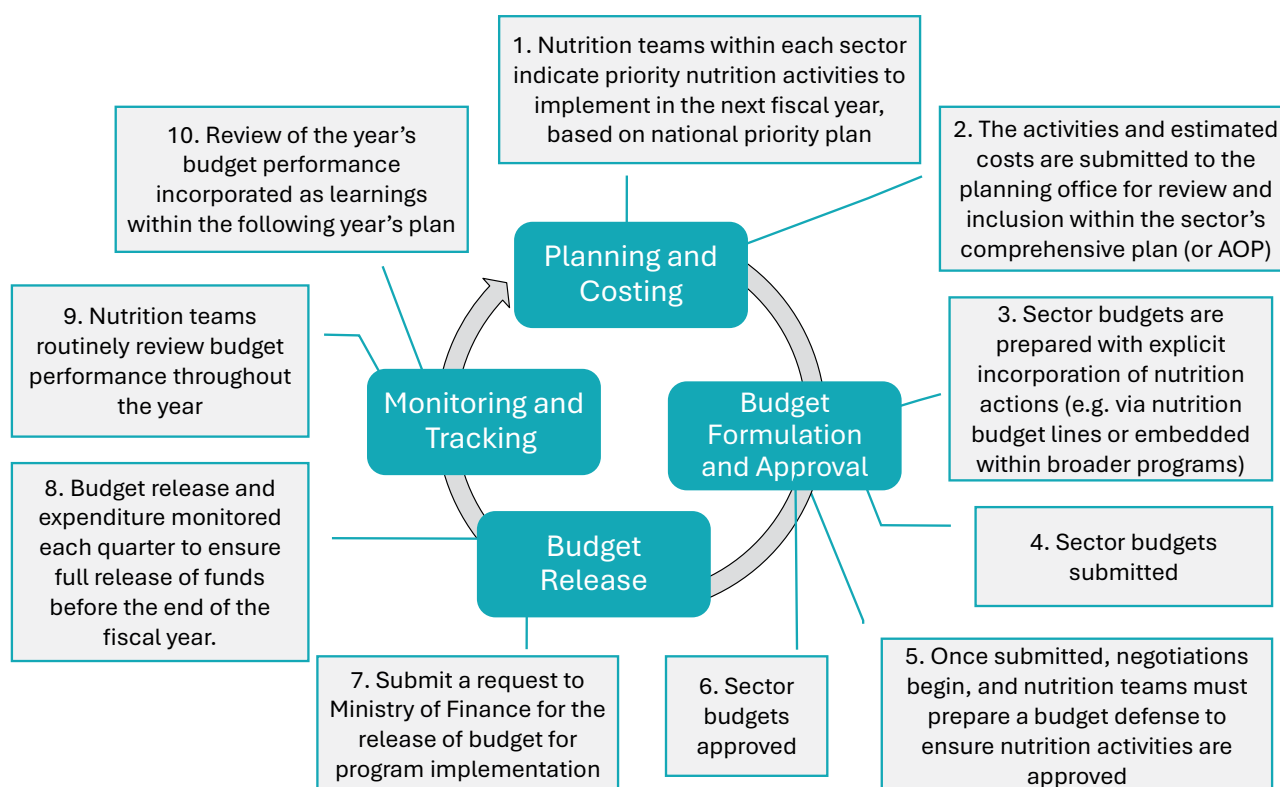 1. Nutrition teams within each sector
indicate priority nutrition activities to
implement in the next fiscal year,
based on national priority plan
2. The activities and estimated
costs are submitted to the
planning office for review and
inclusion within the sector's
comprehensive plan (or AOP)
3. Sector budgets are
prepared with explicit
incorporation of nutrition
actions (e.g. via nutrition
budget lines or embedded
within broader programs)
4. Sector budgets
submitted
5. Once submitted, negotiations
begin, and nutrition teams must
prepare a budget defense to
ensure nutrition activities are
approved
6. Sector
budgets
approved
7. Submit a request to
Ministry of Finance for the
release of budget for
program implementation
8. Budget release and
expenditure monitored
each quarter to ensure
full release of funds
before the end of the
fiscal year.
9. Nutrition teams
routinely review budget
performance throughout
the year
10. Review of the year's
budget performance
incorporated as learnings
within the following year's plan
Planning and
Costing
Budget
Formulation
and Approval
Budget
Release
Monitoring and
Tracking